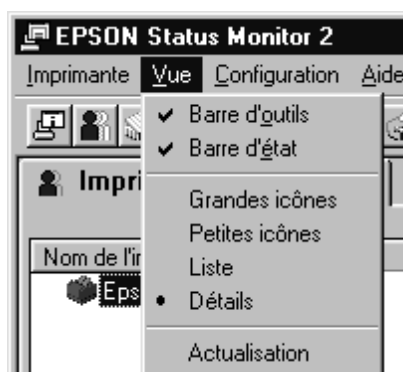 EPSON Status Monitor 2
Imprimante Vue Configuration Aide
Barre d'outils
Barre d'état
Impri
Grandes icônes
Petites icônes
Nom de l'i
Liste
Eps
Détails
Actualisation